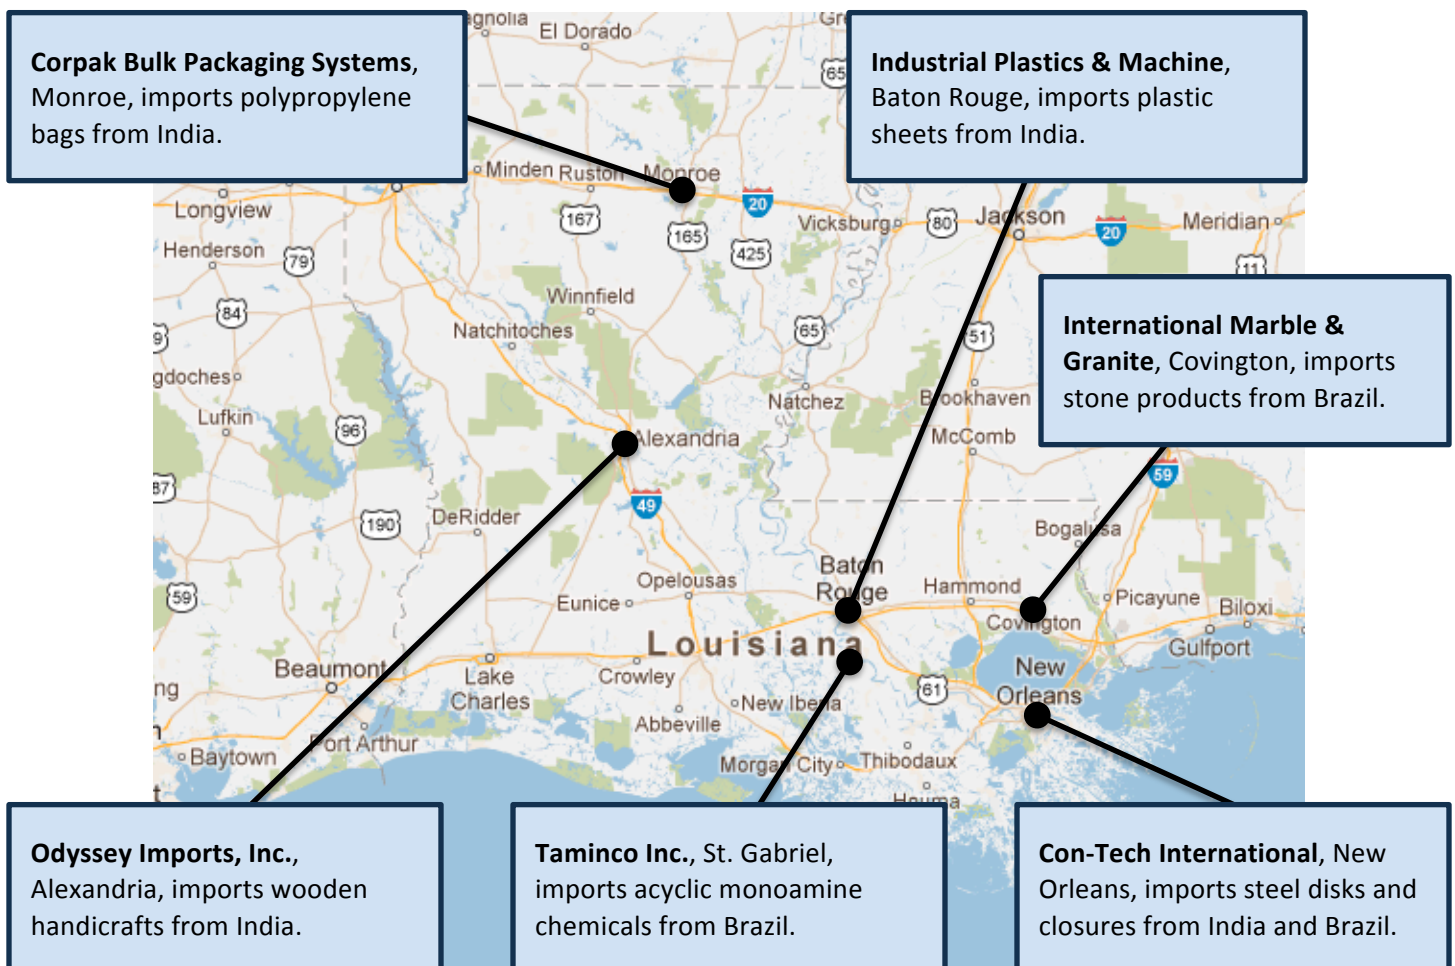 Corpak Bulk Packaging Systems,
Monroe, imports polypropylene
bags from India.
Industrial Plastics & Machine,
Baton Rouge, imports plastic
sheets from India.
International Marble &
Granite, Covington, imports
stone products from Brazil.
Odyssey Imports, Inc.,
Alexandria, imports wooden
handicrafts from India.
Taminco Inc., St. Gabriel,
imports acyclic monoamine
chemicals from Brazil.
Con-Tech International, New
Orleans, imports steel disks and
closures from India and Brazil.
El Dorado
65
Minden
Ruston
Monroe
20
Longview
167
165
425
Vicksburg
80
Jackson
20
Meridian
Henderson
79
11
84
Winnfield
Natchitoches
65
51
Lufkin
96
Natchez
Brookhaven
McComb
Alexandria
49
59
87
190
DeRidder
Bogalusa
Baton
Rouge
Opelousas
Hammond
59
Eunice
Picayune
Biloxi
Covington
Gulfport
Louisiana
Beaumont
Lake
Charles
Crowley
New
Orleans
61
New Iberia
Abbeville
Port Arthur
Baytown
Morgan City
Thibodaux
Houma